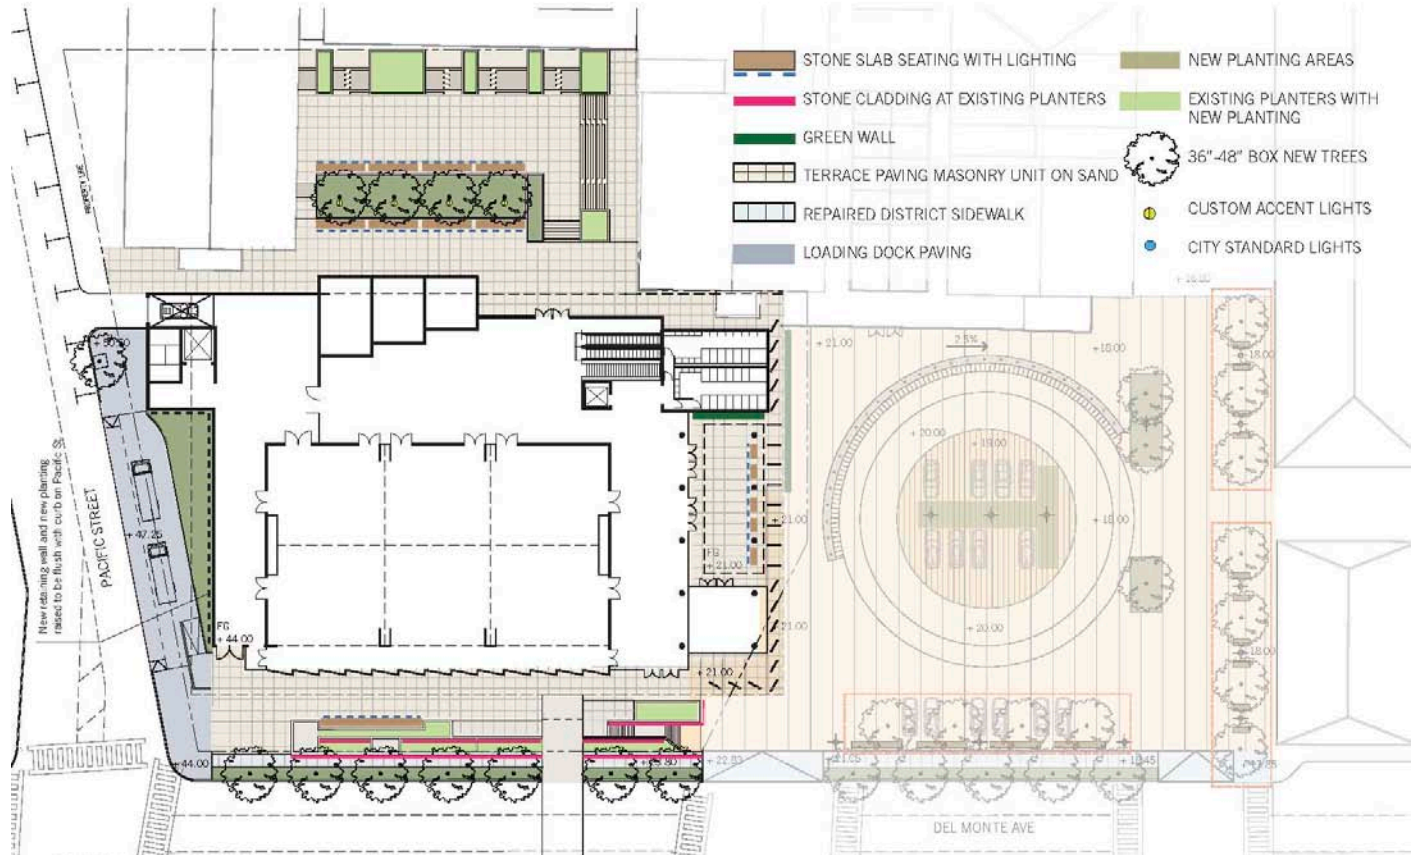 STONE SLAB SEATING WITH LIGHTING
STONE CLADDING AT EXISTING PLANTERS
GREEN WALL
TERRACE PAVING MASONRY UNIT ON SAND
REPAIRED DISTRICT SIDEWALK
LOADING DOCK PAVING
NEW PLANTING AREAS
EXISTING PLANTERS WITH
NEW PLANTING
36"-48" BOX NEW TREES
CUSTOM ACCENT LIGHTS
CITY STANDARD LIGHTS
PROPERTY LINE
+ 21.00
2.5%
+ 18.00
+ 18.00
+ 20.00
+ 19.00
+ 21.00
+ 18.00
FG
+ 21.00
New retaining wall and new planting
raised to be flush with curb on Pacific St
PACIFIC STREET
+ 47.25
FG
+ 44.00
+ 21.00
+ 20.00
+ 18.00
+ 21.00
+ 44.00
+ 22.83
DEL MONTE AVE